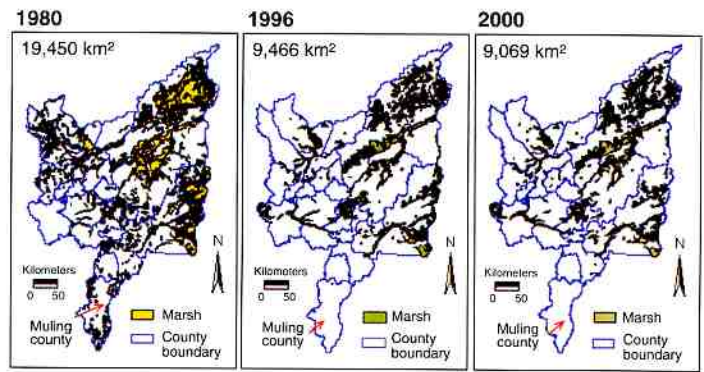 1980
19,450 km²
N
Kilometers
0 50
Muling
county
Marsh
County
boundary
1996
9,466 km²
N
Kilometers
0 50
Muling
county
Marsh
County
boundary
2000
9,069 km²
N
Kilometers
0 50
Muling
county
Marsh
County
boundary